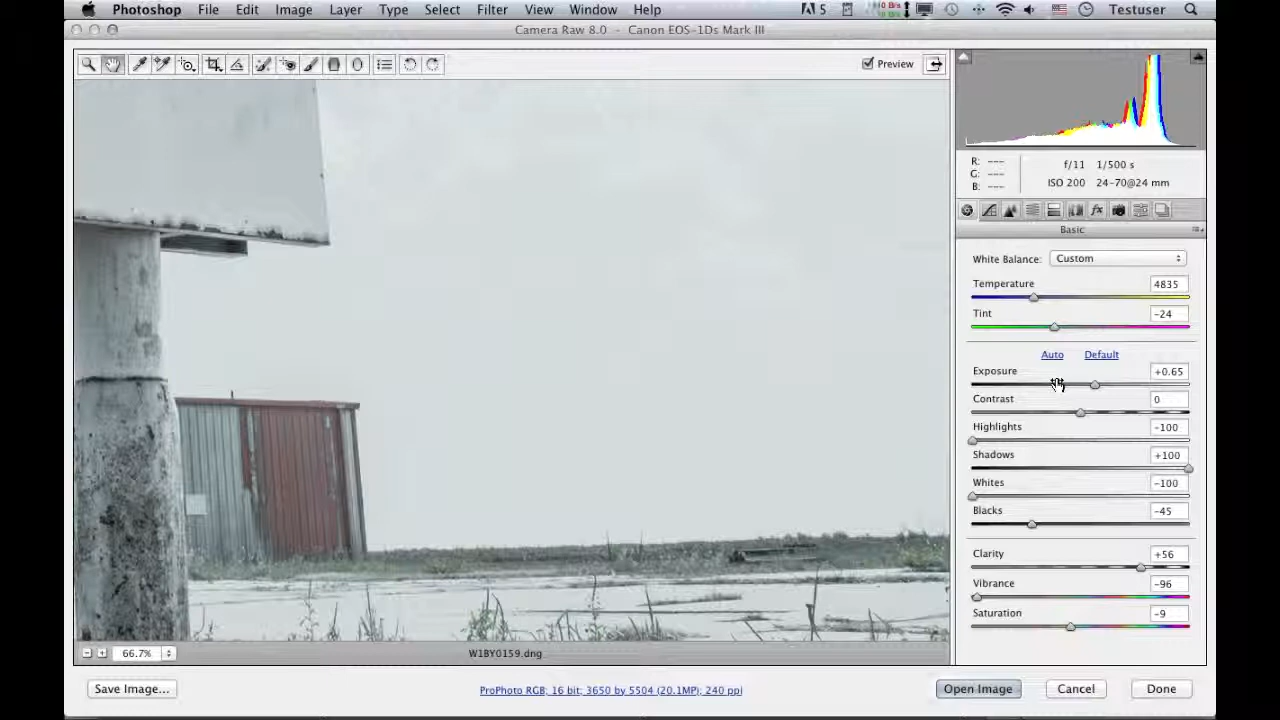 Photoshop File Edit Image Layer Type Select Filter View Window Help 5 Testuser
Camera Raw 8.0 - Canon EOS-1Ds Mark III
Preview
R: ---
G: ---
B: ---
f/11 1/500 s
ISO 200 24-70@24 mm
Basic
White Balance: Custom
Temperature 4835
Tint -24
Auto Default
Exposure +0.65
Contrast 0
Highlights -100
Shadows +100
Whites -100
Blacks -45
Clarity +56
Vibrance -96
Saturation -9
66.7% W1BY0159.dng
Save Image... ProPhoto RGB; 16 bit; 3650 by 5504 (20.1MP); 240 ppi Open Image Cancel Done